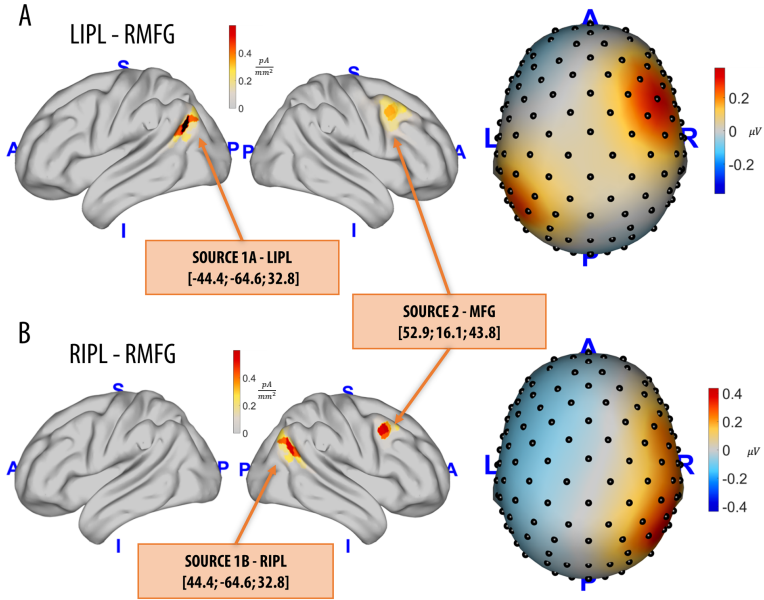 A
LIPL - RMFG
0.6
0.4
0.2
0
pA
mm²
S
A
P
I
S
P
A
SOURCE 1A - LIPL
[-44.4; -64.6; 32.8]
A
L
R
P
0.2
0
-0.2
μV
SOURCE 2 - MFG
[52.9; 16.1; 43.8]
B
RIPL - RMFG
0.4
0.2
0
pA
mm²
S
A
P
I
S
P
A
SOURCE 1B - RIPL
[44.4; -64.6; 32.8]
A
L
R
P
0.4
0.2
0
-0.2
-0.4
μV